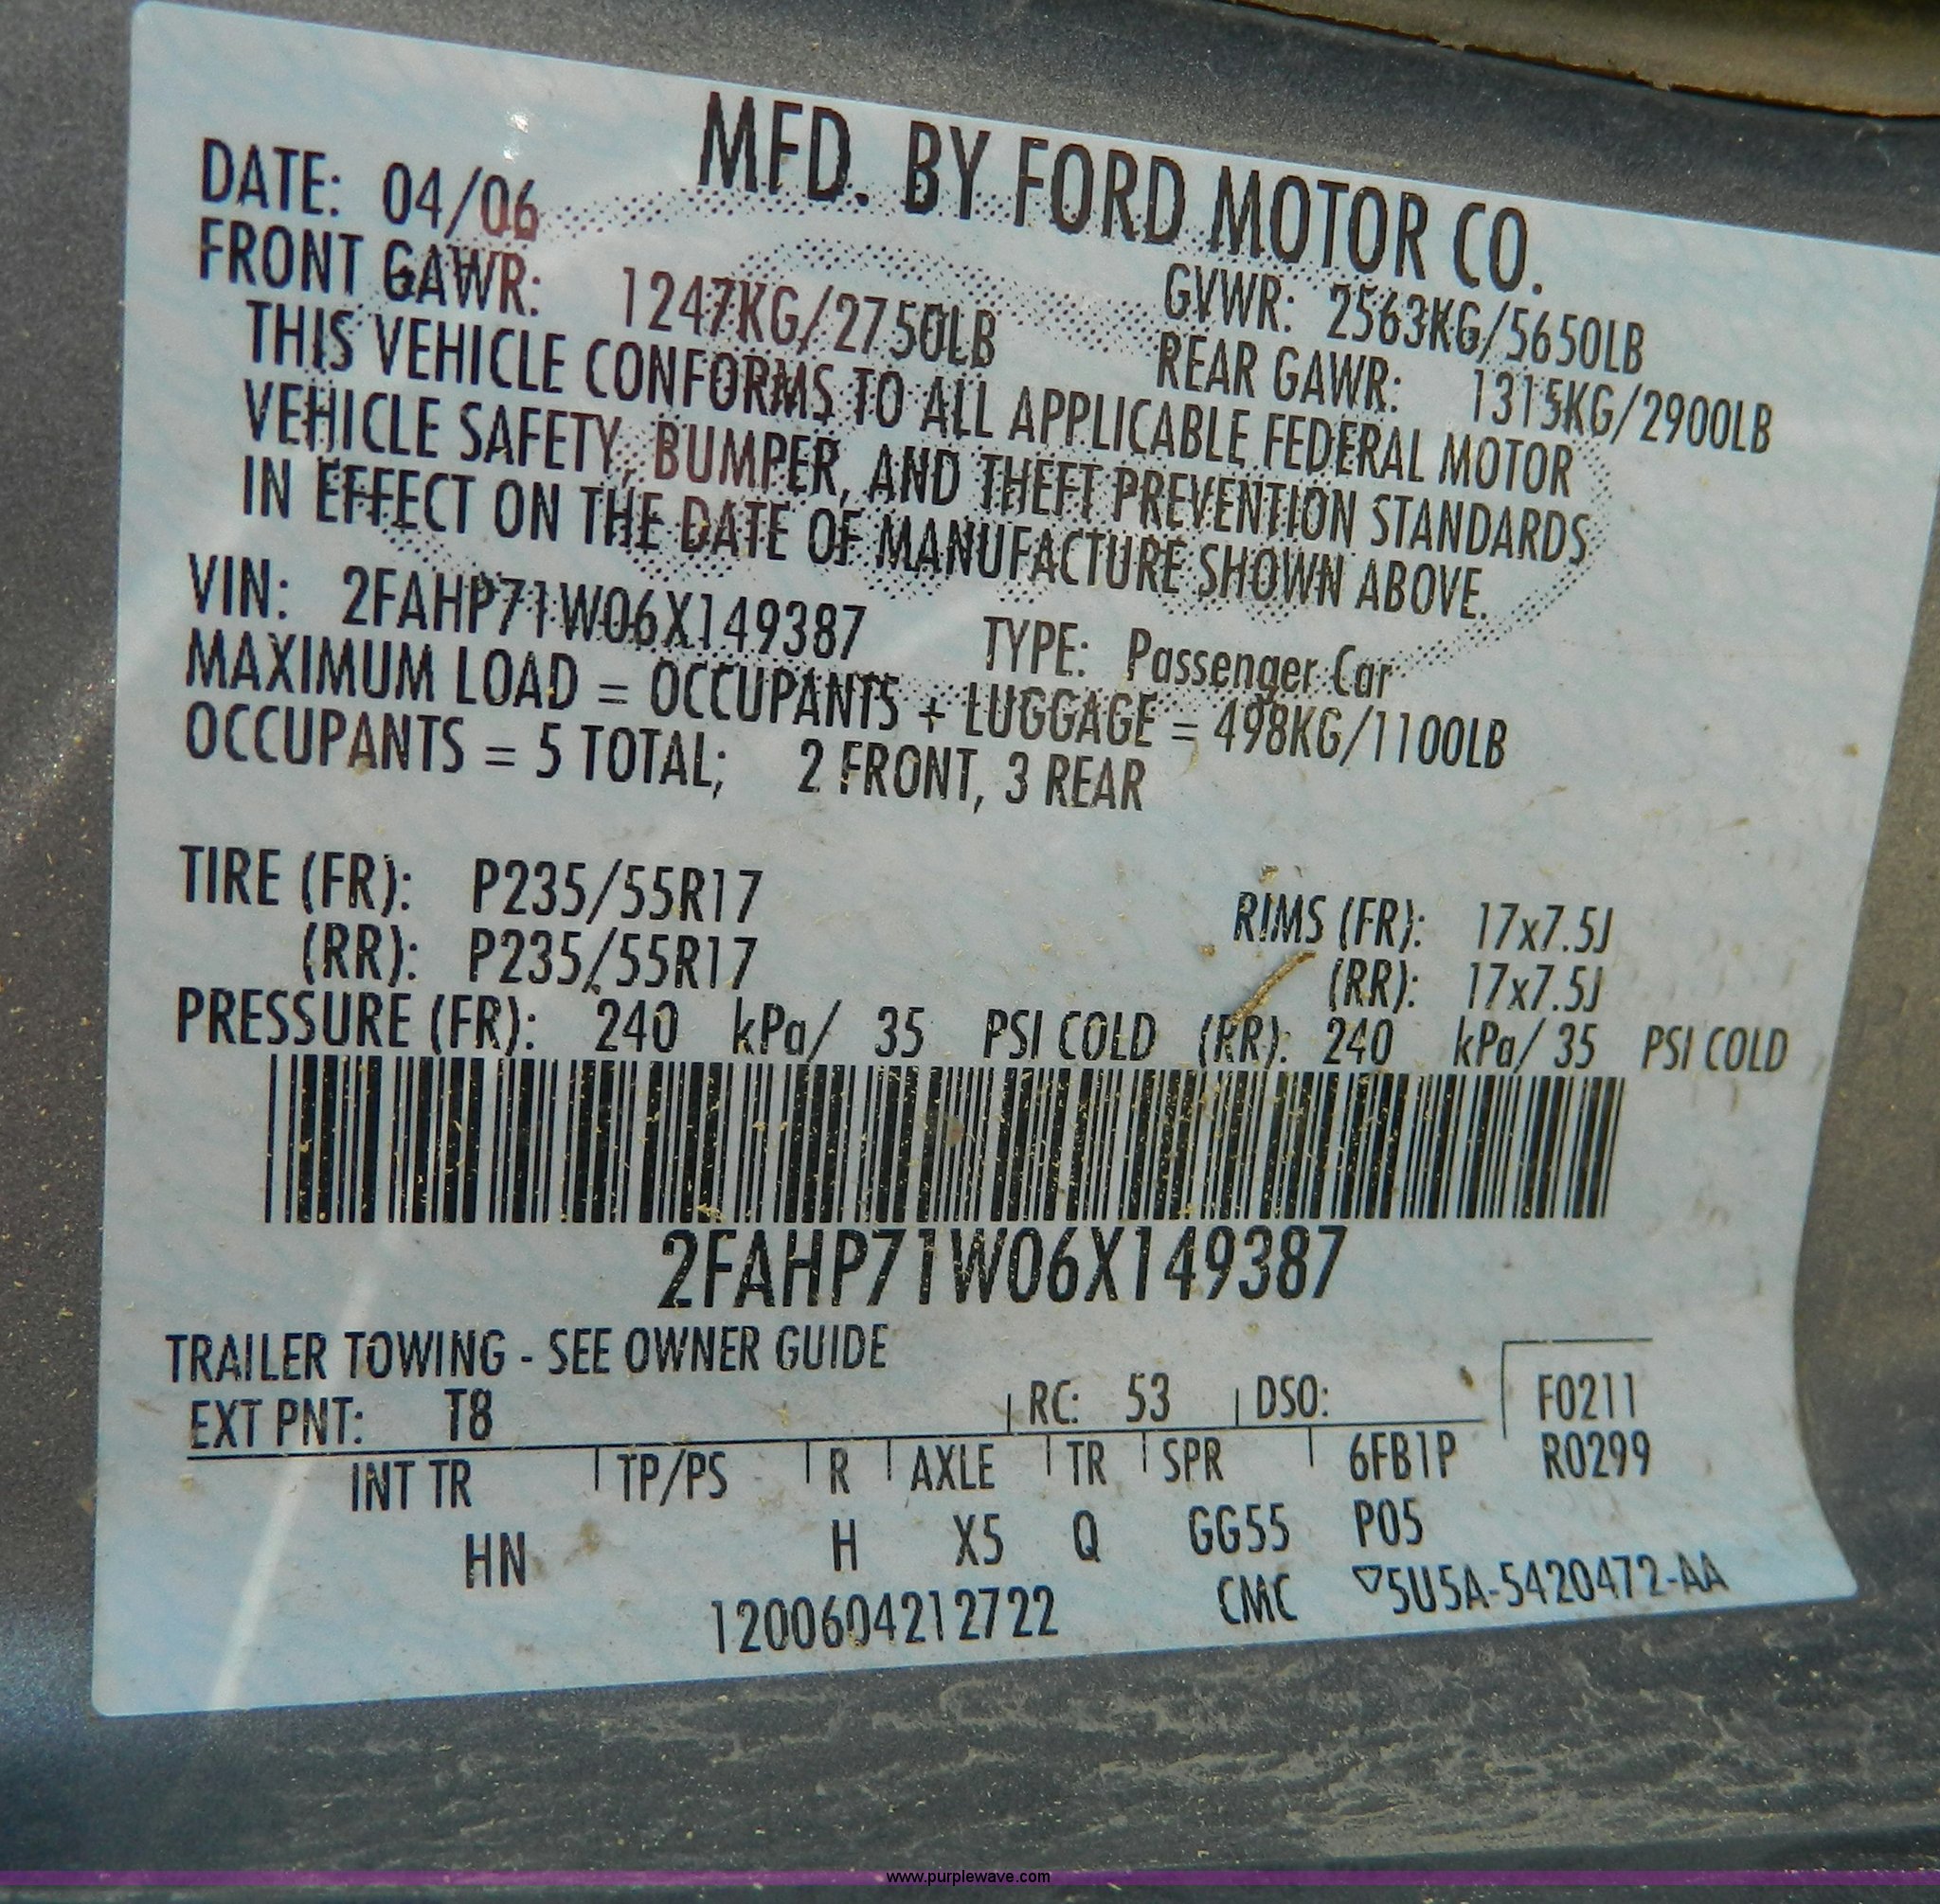 MFD. BY FORD MOTOR CO.
DATE: 04/06 GVWR: 2563KG/5650LB
FRONT GAWR: 1247KG/2750LB REAR GAWR: 1315KG/2900LB
THIS VEHICLE CONFORMS TO ALL APPLICABLE FEDERAL MOTOR
VEHICLE SAFETY, BUMPER, AND THEFT PREVENTION STANDARDS
IN EFFECT ON THE DATE OF MANUFACTURE SHOWN ABOVE.
VIN: 2FAHP71W06X149387 TYPE: Passenger Car
MAXIMUM LOAD = OCCUPANTS + LUGGAGE = 498KG/1100LB
OCCUPANTS = 5 TOTAL; 2 FRONT, 3 REAR
TIRE (FR): P235/55R17 RIMS (FR): 17x7.5J
(RR): P235/55R17 (RR): 17x7.5J
PRESSURE (FR): 240 kPa/ 35 PSI COLD (RR): 240 kPa/ 35 PSI COLD
2FAHP71W06X149387
TRAILER TOWING - SEE OWNER GUIDE
EXT PNT: T8 RC: 53 DSO: F0211
INT TR TP/PS R AXLE TR SPR 6FB1P R0299
HN H X5 Q GG55 P05
1200604212722 CMC ▽5U5A-5420472-AA
www.purplewave.com